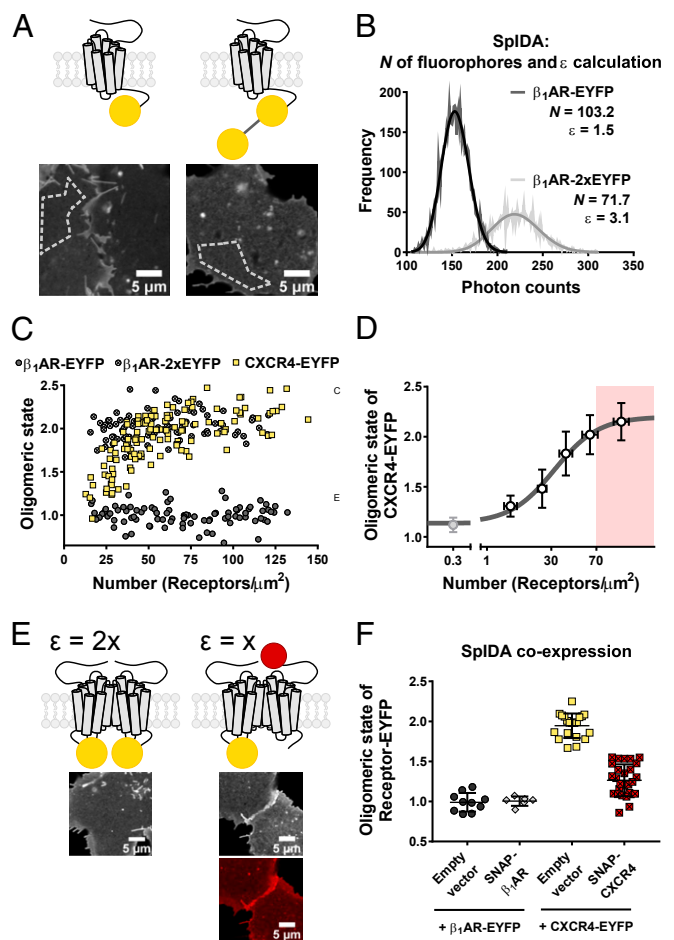 A
5 µm
5 µm
B
SpIDA:
N of fluorophores and ε calculation
β1AR-EYFP
N = 103.2
ε = 1.5
β1AR-2xEYFP
N = 71.7
ε = 3.1
Frequency
200
150
100
50
0
100 150 200 250 300 350
Photon counts
C
β1AR-EYFP β1AR-2xEYFP CXCR4-EYFP
Oligomeric state
2.5
2.0
1.5
1.0
C
E
0 25 50 75 100 125 150
Number (Receptors/µm2)
D
Oligomeric state of
CXCR4-EYFP
2.5
2.0
1.5
1.0
0.3 1 30 70
Number (Receptors/µm2)
E
ε = 2x
ε = x
5 µm
5 µm
5 µm
F
SpIDA co-expression
Oligomeric state of
Receptor-EYFP
2.5
2.0
1.5
1.0
0.5
Empty
vector
SNAP-
β1AR
Empty
vector
SNAP-
CXCR4
+ β1AR-EYFP
+ CXCR4-EYFP